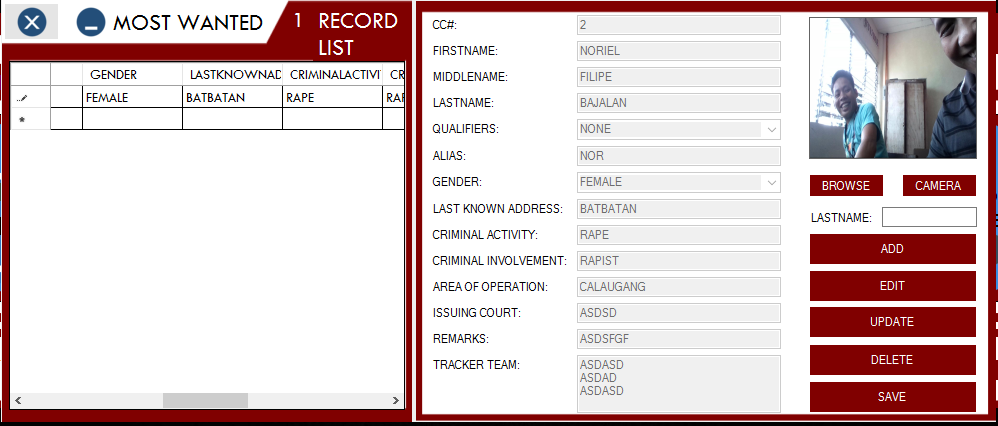 MOST WANTED
1 RECORD
LIST
GENDER LASTKNOWNAD CRIMINALACTIVI CR
FEMALE BATBATAN RAPE RAP
CC#: 2
FIRSTNAME: NORIEL
MIDDLENAME: FILIPE
LASTNAME: BAJALAN
QUALIFIERS: NONE
ALIAS: NOR
GENDER: FEMALE
LAST KNOWN ADDRESS: BATBATAN
CRIMINAL ACTIVITY: RAPE
CRIMINAL INVOLVEMENT: RAPIST
AREA OF OPERATION: CALAUGANG
ISSUING COURT: ASDSD
REMARKS: ASDSFGF
TRACKER TEAM: ASDASD
ASDAD
ASDASD
BROWSE CAMERA
LASTNAME:
ADD
EDIT
UPDATE
DELETE
SAVE